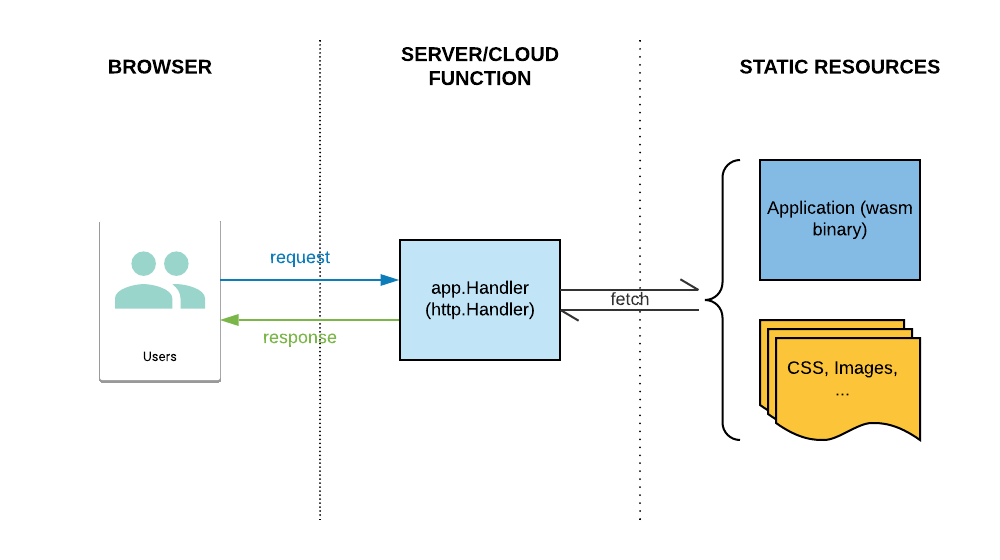 BROWSER
SERVER/CLOUD
FUNCTION
STATIC RESOURCES
Users
request
response
app.Handler
(http.Handler)
fetch
Application (wasm
binary)
CSS, Images,
...